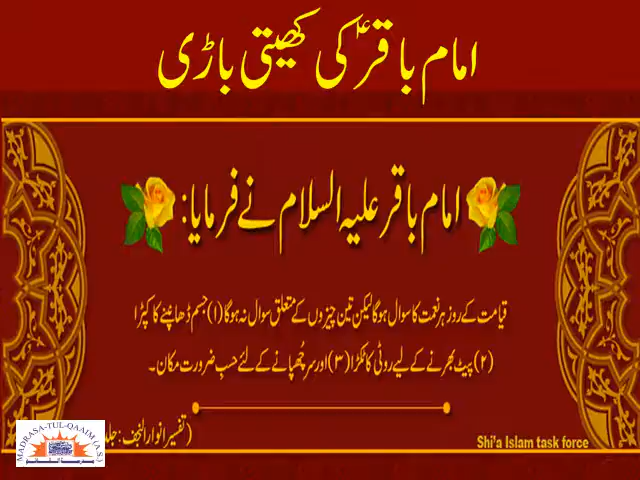 امام باقرؑ کی کھیتی باڑی
امام باقر علیہ السلام نے فرمایا:
قیامت کے روز ہر نعمت کا سوال ہوگا لیکن تین چیزوں کے متعلق سوال نہ ہوگا (۱) جسم ڈھاپنے کا کپڑا
(۲) پیٹ بھرنے کے لیے روٹی کا ٹکڑا (۳) اور سر چُھپانے کے لئے حسبِ ضرورت مکان۔
(تفسیر انوار النجف: جلد
MADRASA-TUL-QAAIM (A.S)
Shi'a Islam task force